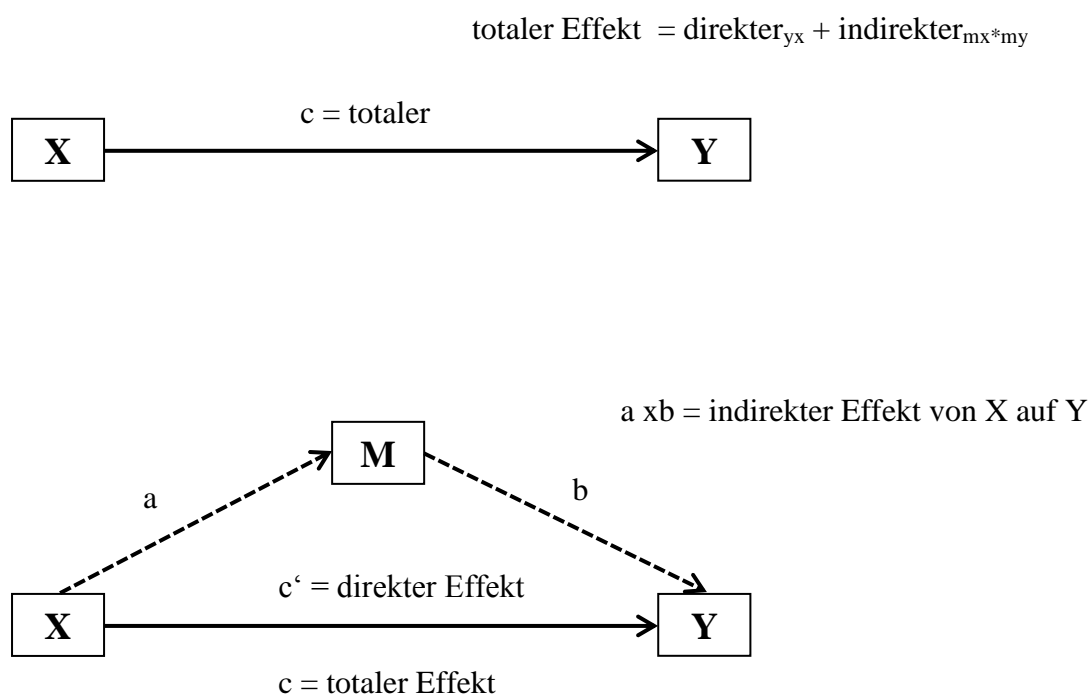 totaler Effekt = direkter_yx + indirekter_mx*my
c = totaler
X
Y
a xb = indirekter Effekt von X auf Y
M
a
b
c‘ = direkter Effekt
X
Y
c = totaler Effekt